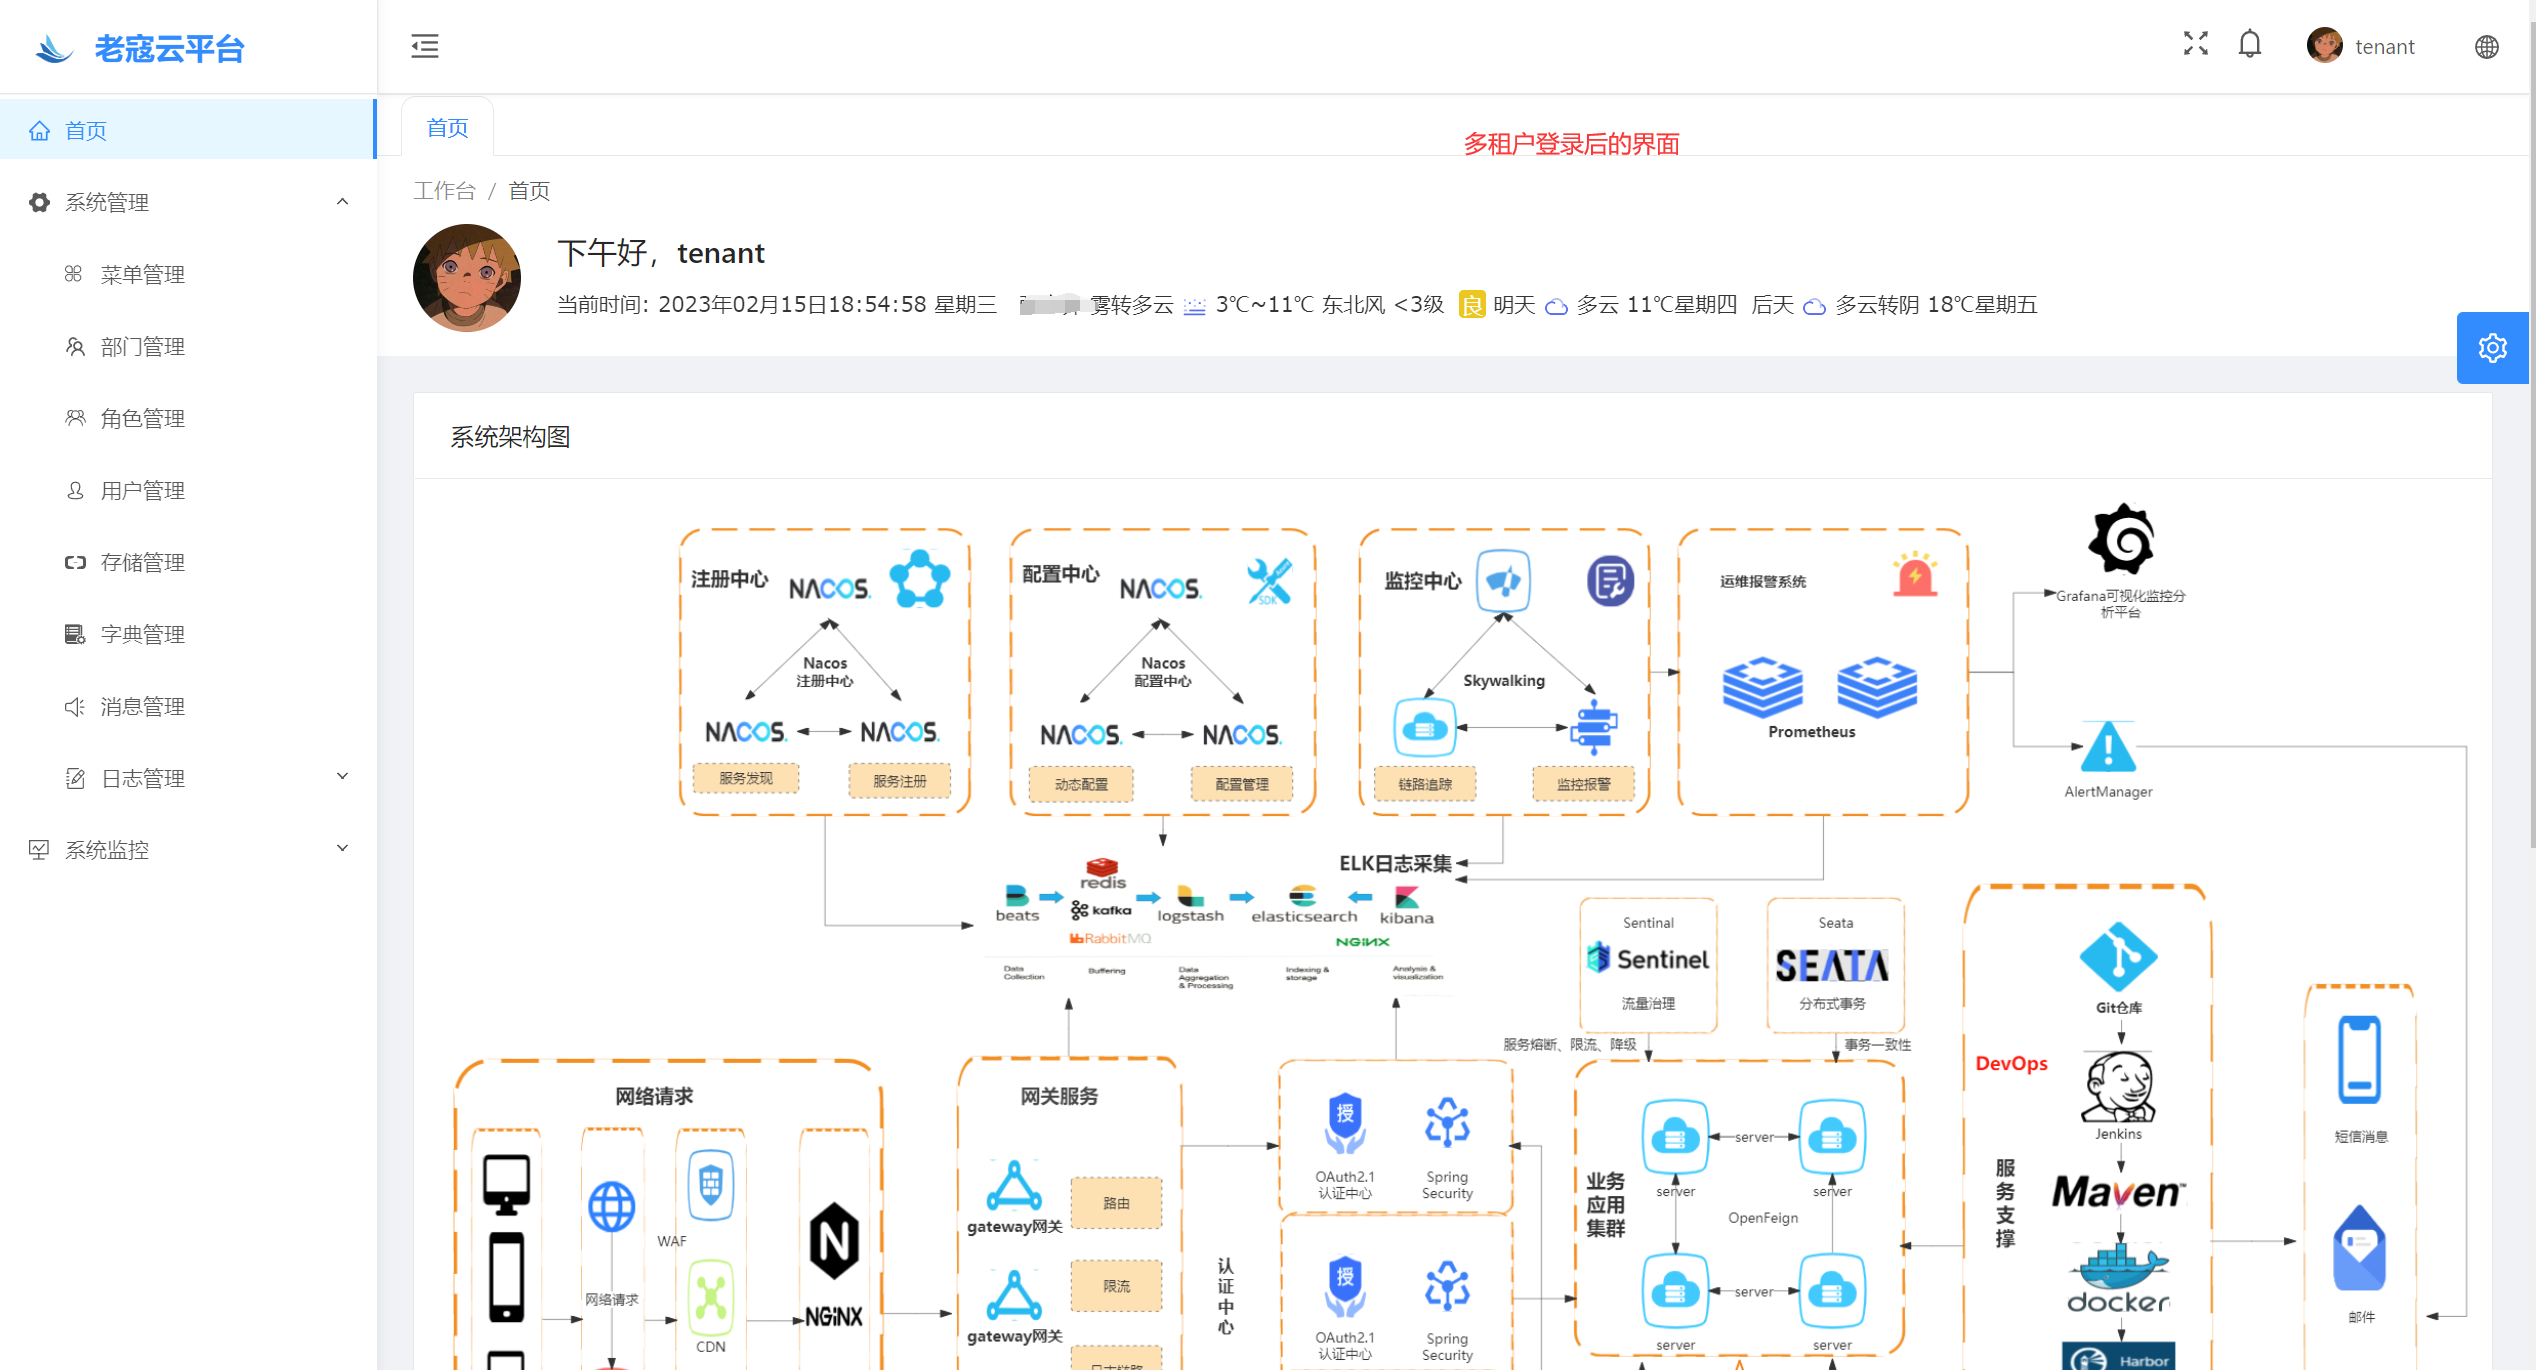 老寇云平台
tenant
首页
系统管理
菜单管理
部门管理
角色管理
用户管理
存储管理
字典管理
消息管理
日志管理
系统监控
首页
多租户登录后的界面
工作台 / 首页
下午好，tenant
当前时间: 2023年02月15日18:54:58 星期三
雾转多云 3℃~11℃ 东北风 <3级 良 明天 多云 11℃星期四 后天 多云转阴 18℃星期五
系统架构图
注册中心 NACOS.
Nacos
注册中心
NACOS. NACOS.
服务发现 服务注册
配置中心 NACOS.
SDK
Nacos
配置中心
NACOS. NACOS.
动态配置 配置管理
监控中心
Skywalking
链路追踪 监控报警
运维报警系统
Prometheus
Grafana可视化监控分
析平台
AlertManager
ELK日志采集
beats
redis
kafka
RabbitMQ
logstash
elasticsearch
kibana
NGINX
Data
Collection
Buffering
Data
Aggregation
& Processing
Indexing &
storage
Analysis &
visualization
Sentinal
Sentinel
流量治理
Seata
SEATA
分布式事务
服务熔断、限流、降级
事务一致性
网络请求
网络请求
WAF
CDN
NGINX
网关服务
gateway网关
路由
gateway网关
限流
认证中心
授
OAuth2.1
认证中心
Spring
Security
授
OAuth2.1
认证中心
Spring
Security
业务
应用
集群
server
server
server
OpenFeign
server
server
server
DevOps
服务支撑
Git仓库
Jenkins
Maven™
docker
Harbor
短信消息
邮件